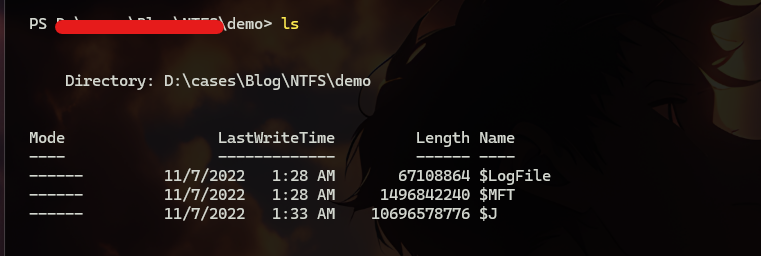 PS \demo> ls
Directory: D:\cases\Blog\NTFS\demo
Mode LastWriteTime Length Name
---- ------------- ------ ----
------ 11/7/2022 1:28 AM 67108864 $LogFile
------ 11/7/2022 1:28 AM 1496842240 $MFT
------ 11/7/2022 1:33 AM 10696578776 $J